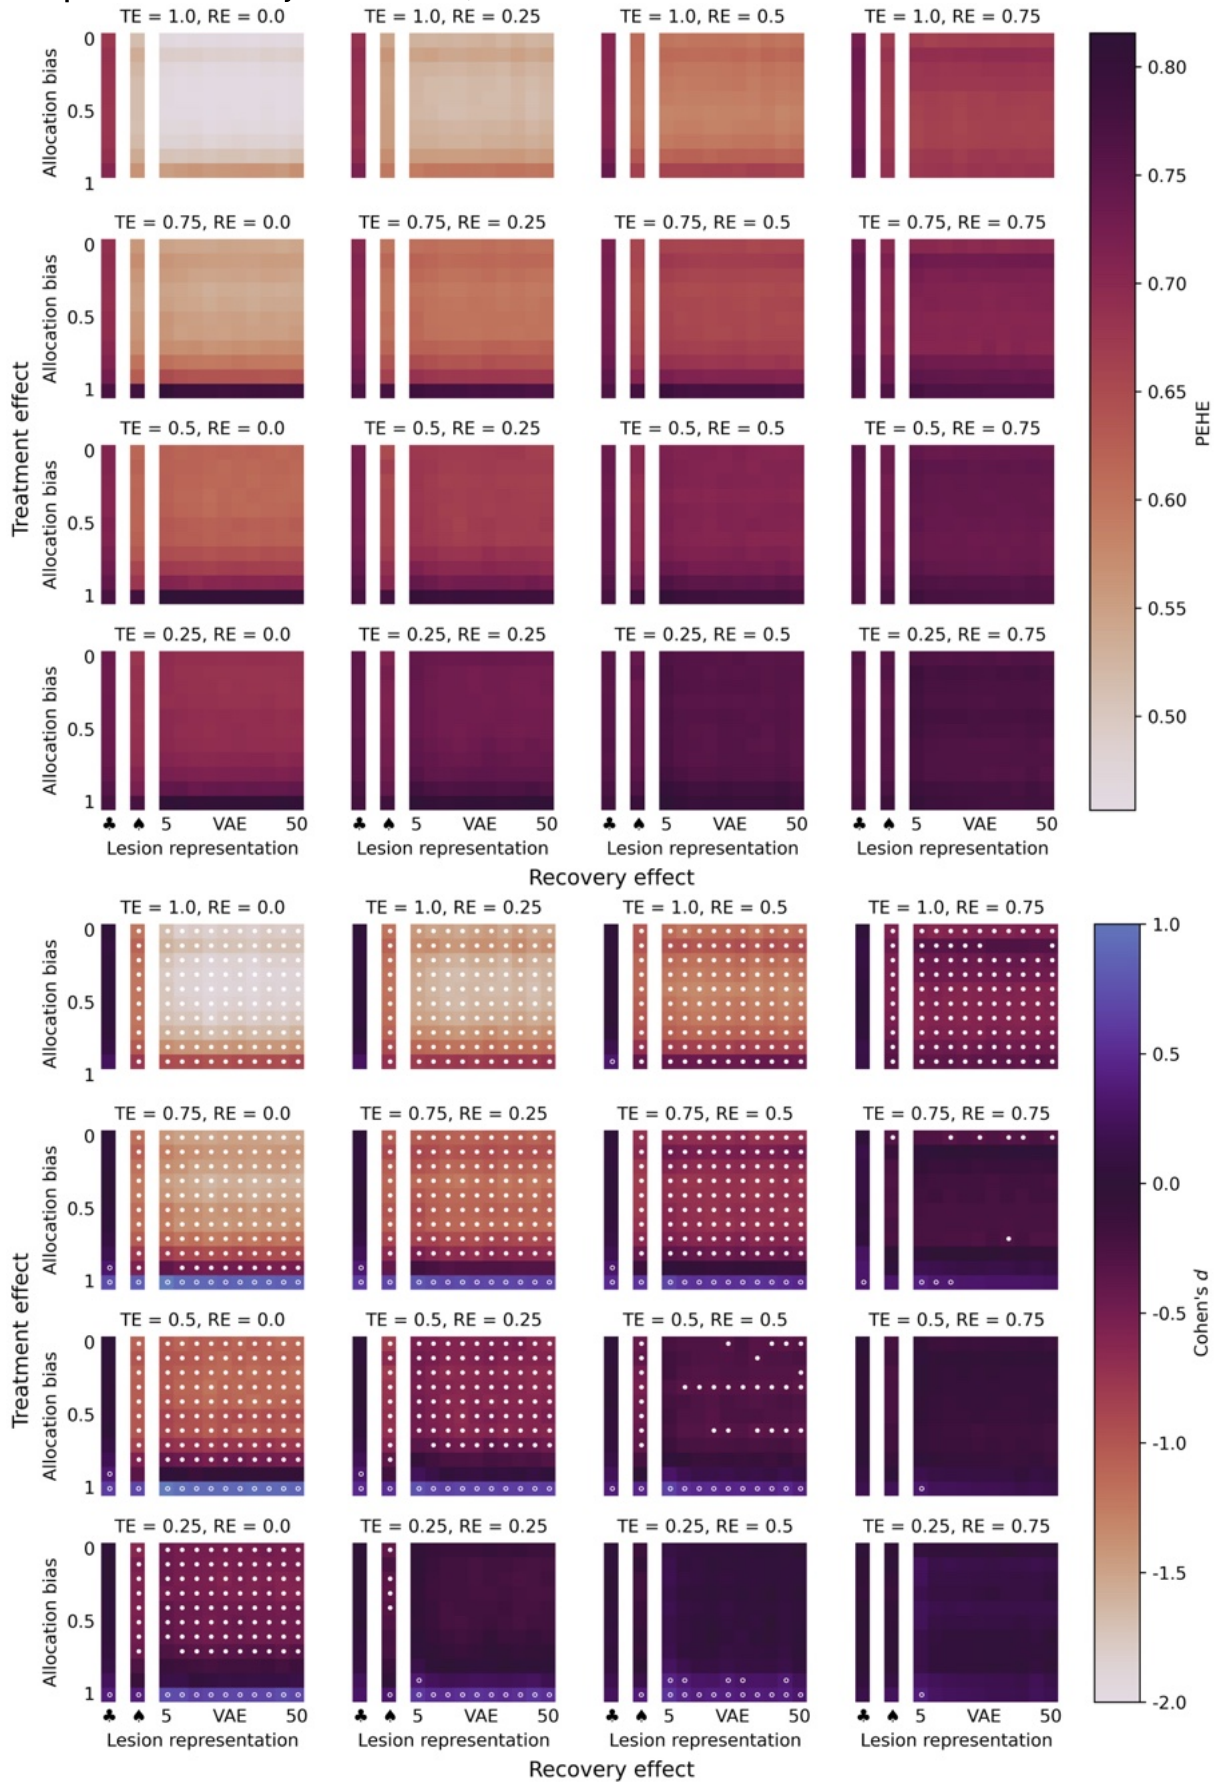 TE = 1.0, RE = 0.0 TE = 1.0, RE = 0.25 TE = 1.0, RE = 0.5 TE = 1.0, RE = 0.75
Allocation bias
0
0.5
1
TE = 0.75, RE = 0.0 TE = 0.75, RE = 0.25 TE = 0.75, RE = 0.5 TE = 0.75, RE = 0.75
Allocation bias
0
0.5
1
TE = 0.5, RE = 0.0 TE = 0.5, RE = 0.25 TE = 0.5, RE = 0.5 TE = 0.5, RE = 0.75
Allocation bias
0
0.5
1
TE = 0.25, RE = 0.0 TE = 0.25, RE = 0.25 TE = 0.25, RE = 0.5 TE = 0.25, RE = 0.75
Allocation bias
0
0.5
1
Treatment effect
♣ ♠ 5 VAE 50 ♣ ♠ 5 VAE 50 ♣ ♠ 5 VAE 50 ♣ ♠ 5 VAE 50
Lesion representation Lesion representation Lesion representation Lesion representation
Recovery effect
0.80
0.75
0.70
0.65
0.60
0.55
0.50
PEHE
TE = 1.0, RE = 0.0 TE = 1.0, RE = 0.25 TE = 1.0, RE = 0.5 TE = 1.0, RE = 0.75
Allocation bias
0
0.5
1
TE = 0.75, RE = 0.0 TE = 0.75, RE = 0.25 TE = 0.75, RE = 0.5 TE = 0.75, RE = 0.75
Allocation bias
0
0.5
1
TE = 0.5, RE = 0.0 TE = 0.5, RE = 0.25 TE = 0.5, RE = 0.5 TE = 0.5, RE = 0.75
Allocation bias
0
0.5
1
TE = 0.25, RE = 0.0 TE = 0.25, RE = 0.25 TE = 0.25, RE = 0.5 TE = 0.25, RE = 0.75
Allocation bias
0
0.5
1
Treatment effect
♣ ♠ 5 VAE 50 ♣ ♠ 5 VAE 50 ♣ ♠ 5 VAE 50 ♣ ♠ 5 VAE 50
Lesion representation Lesion representation Lesion representation Lesion representation
Recovery effect
1.0
0.5
0.0
-0.5
-1.0
-1.5
-2.0
Cohen's d